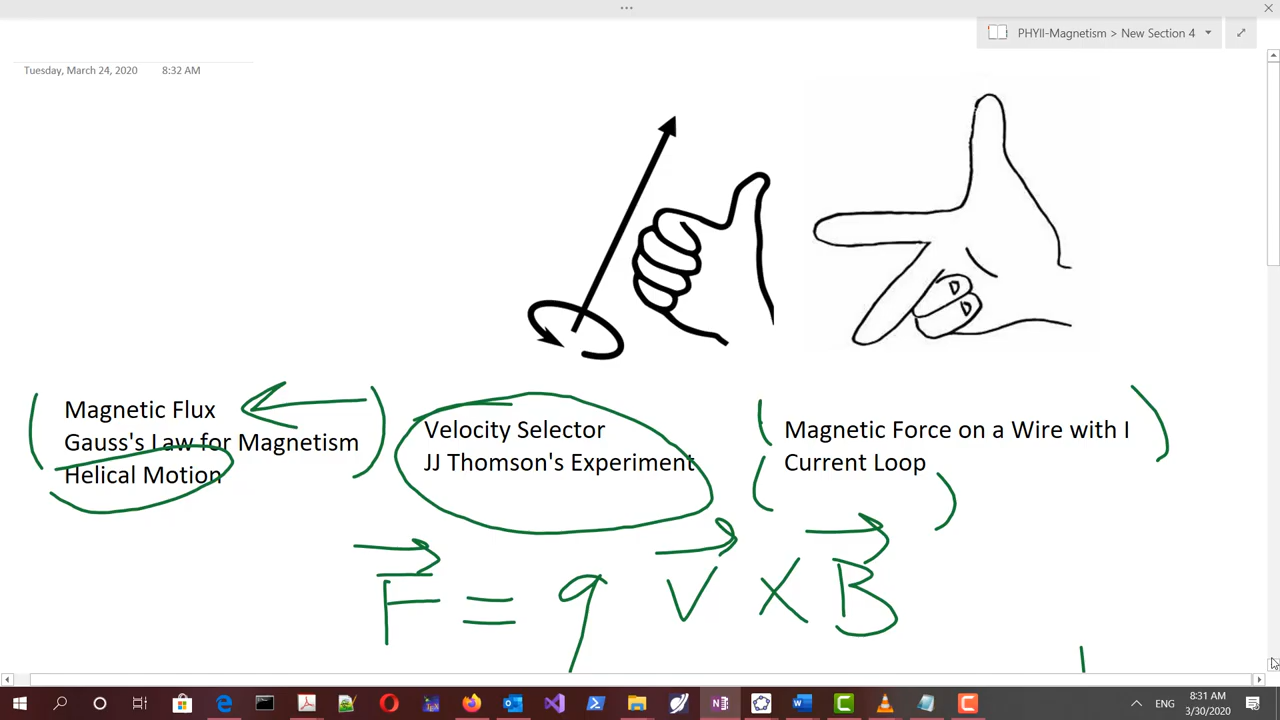 PHYII-Magnetism > New Section 4
Tuesday, March 24, 2020 8:32 AM
Magnetic Flux
Gauss's Law for Magnetism
Helical Motion
Velocity Selector
JJ Thomson's Experiment
Magnetic Force on a Wire with I
Current Loop
F = q V X B
ENG
8:31 AM
3/30/2020